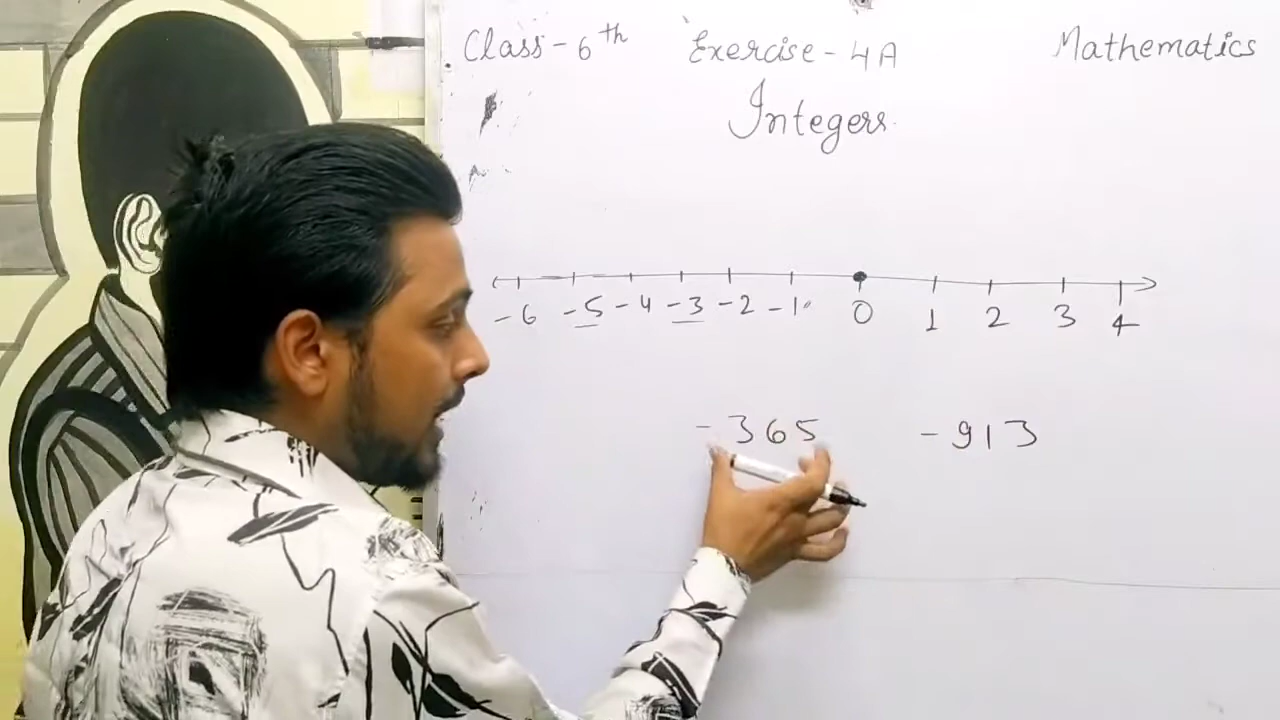 Class-6th Exercise-4A Mathematics
Integers
-6 -5 -4 -3 -2 -1 0 1 2 3 4
-365 -913